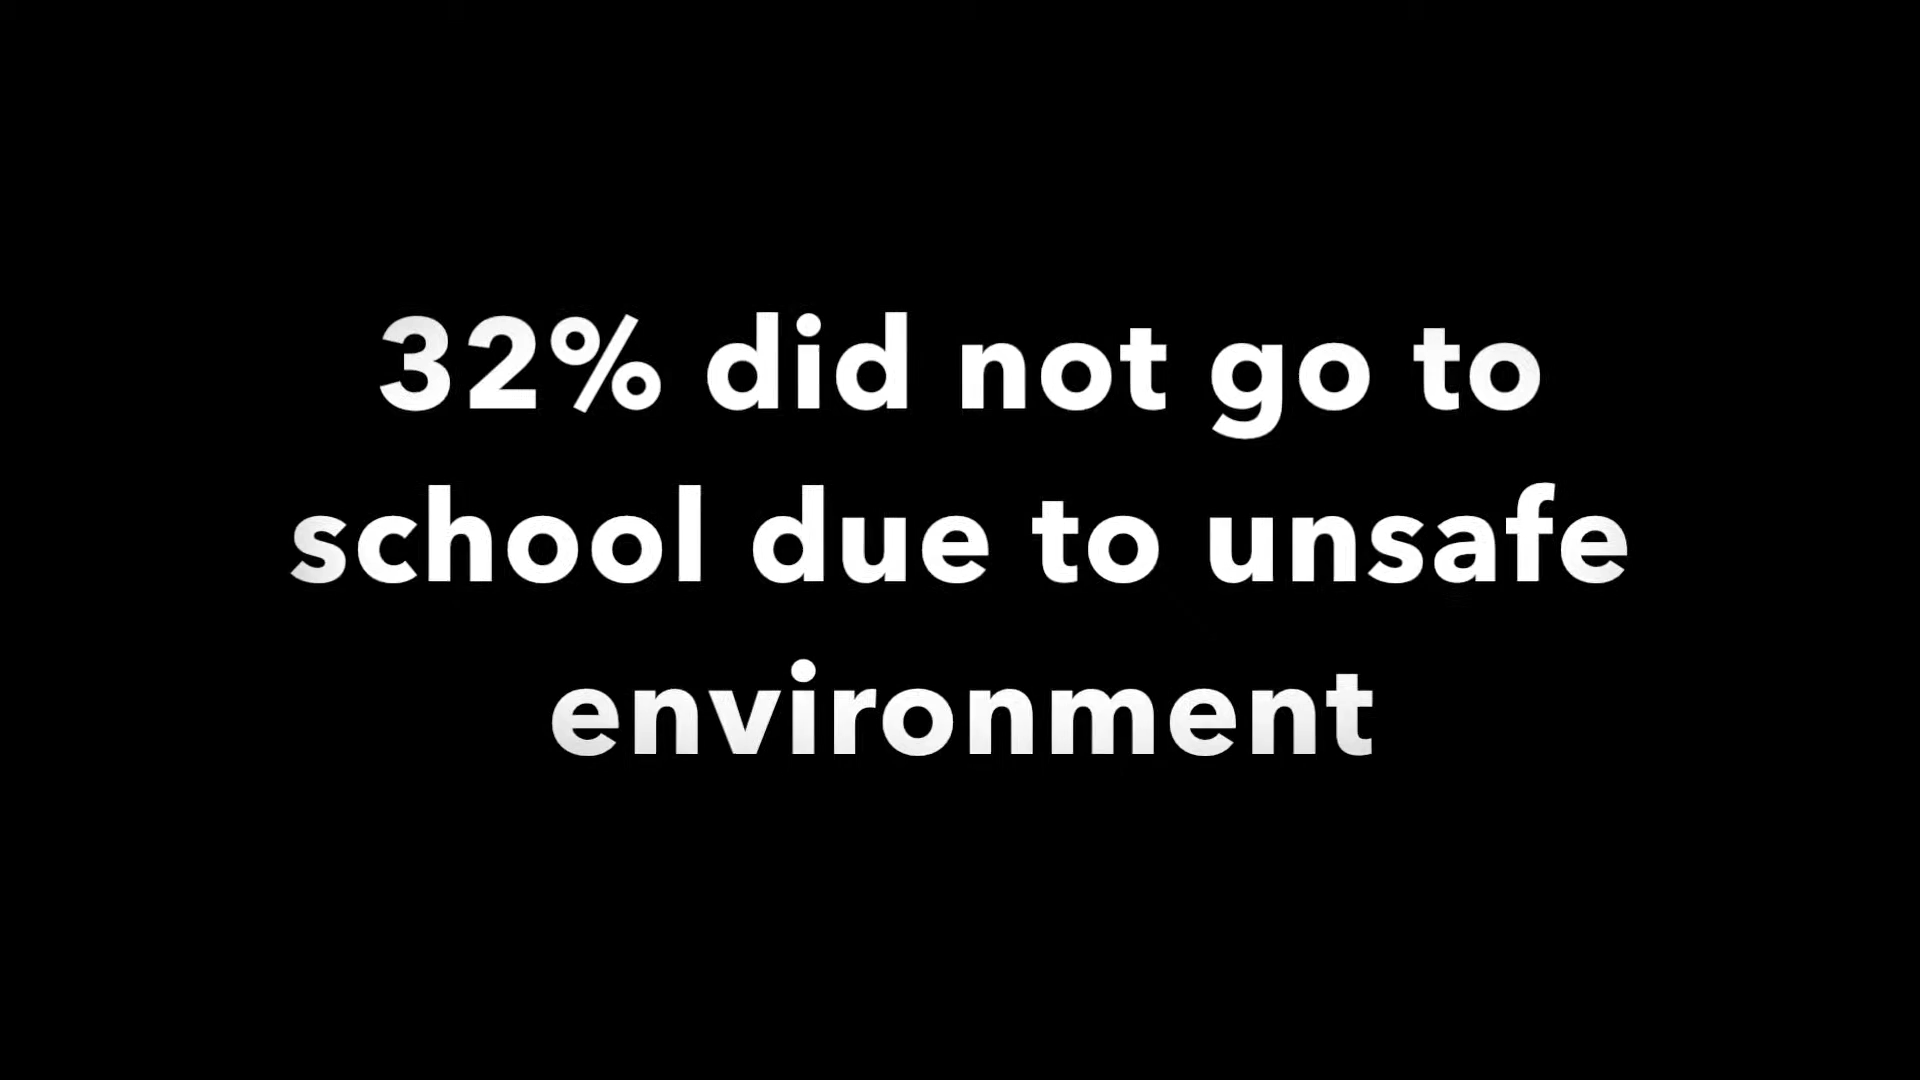 32% did not go to
school due to unsafe
environment